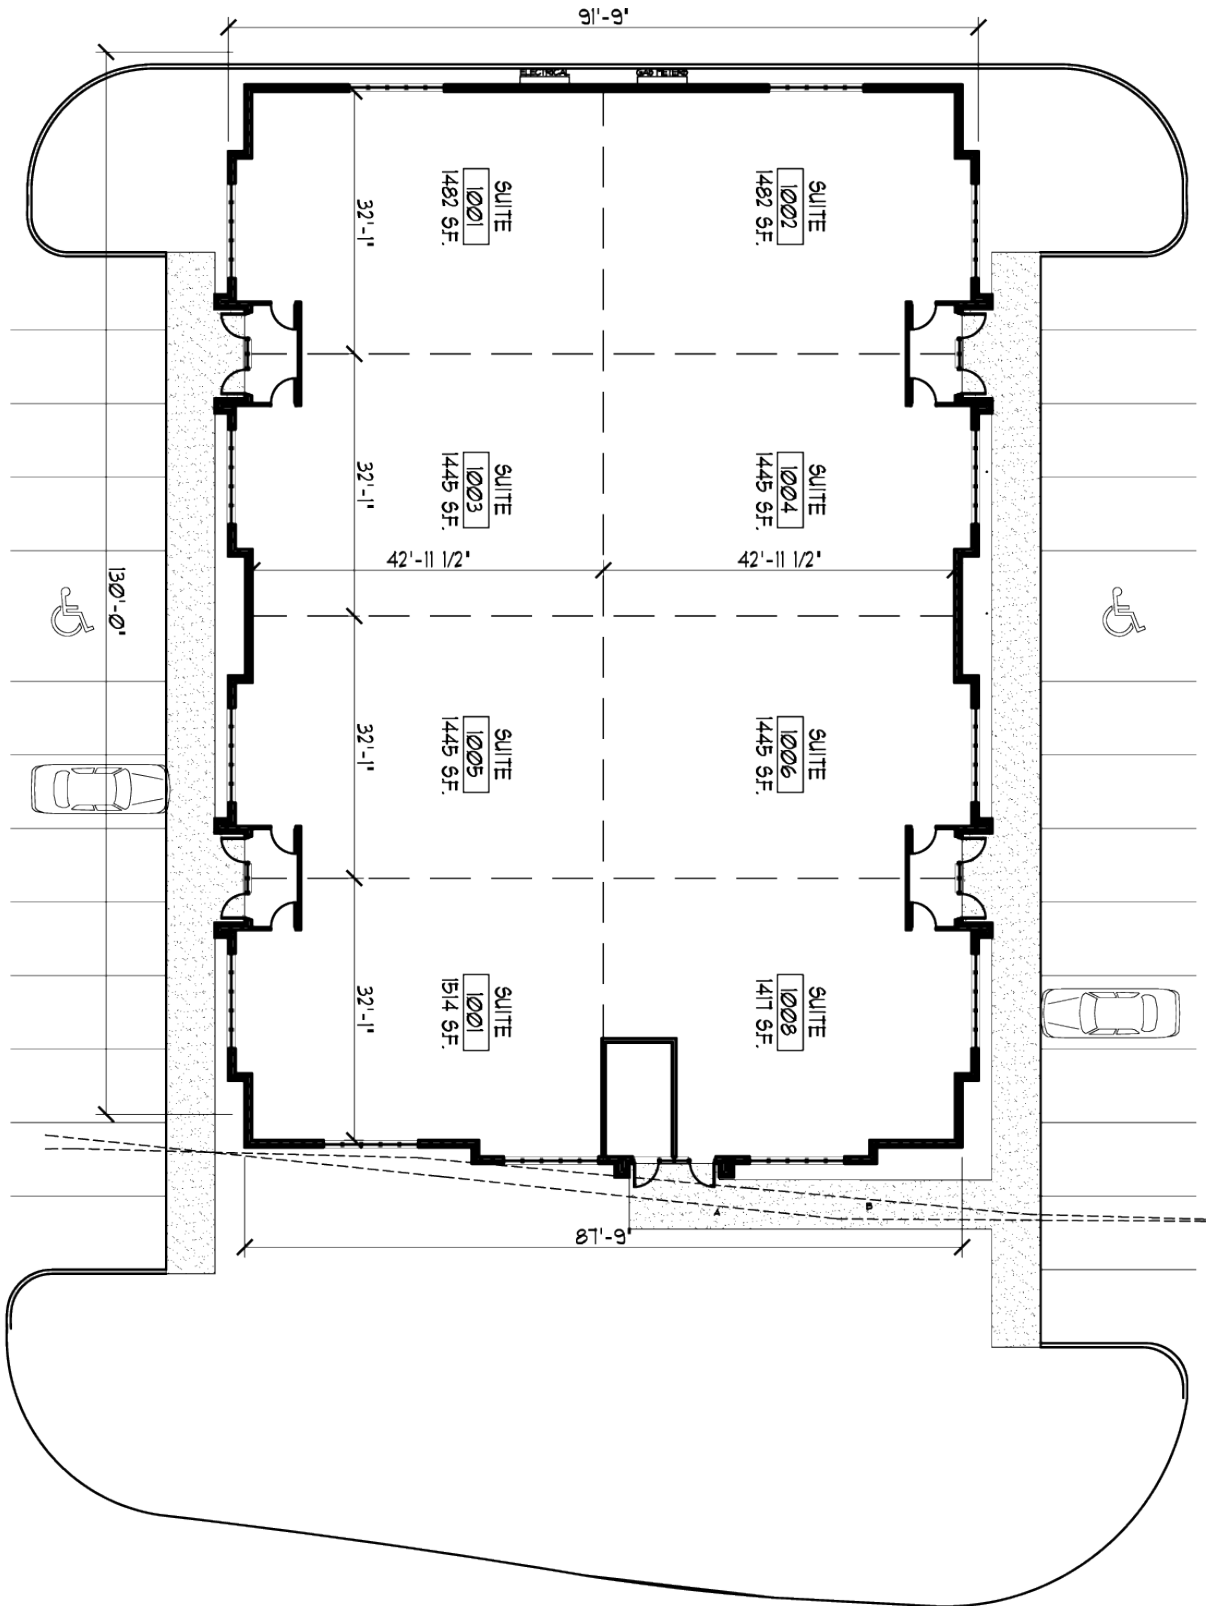 91'-9"
ELECTRICAL
GAS METERS
SUITE
1001
1482 S.F.
SUITE
1002
1482 S.F.
32'-1"
SUITE
1003
1445 S.F.
SUITE
1004
1445 S.F.
32'-1"
42'-11 1/2"
42'-11 1/2"
130'-0"
SUITE
1005
1445 S.F.
SUITE
1006
1445 S.F.
32'-1"
SUITE
1001
1514 S.F.
SUITE
1008
1417 S.F.
32'-1"
A
B
87'-9"